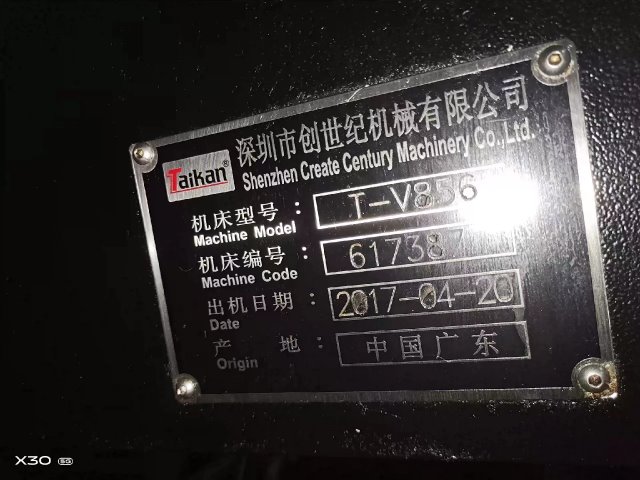 Taikan®
深圳市创世纪机械有限公司
Shenzhen Create Century Machinery Co.,Ltd.
机床型号： T-V856
Machine Model
机床编号： 617387
Machine Code
出机日期： 2017-04-20
Date
产 地： 中国广东
Origin
X30 5G